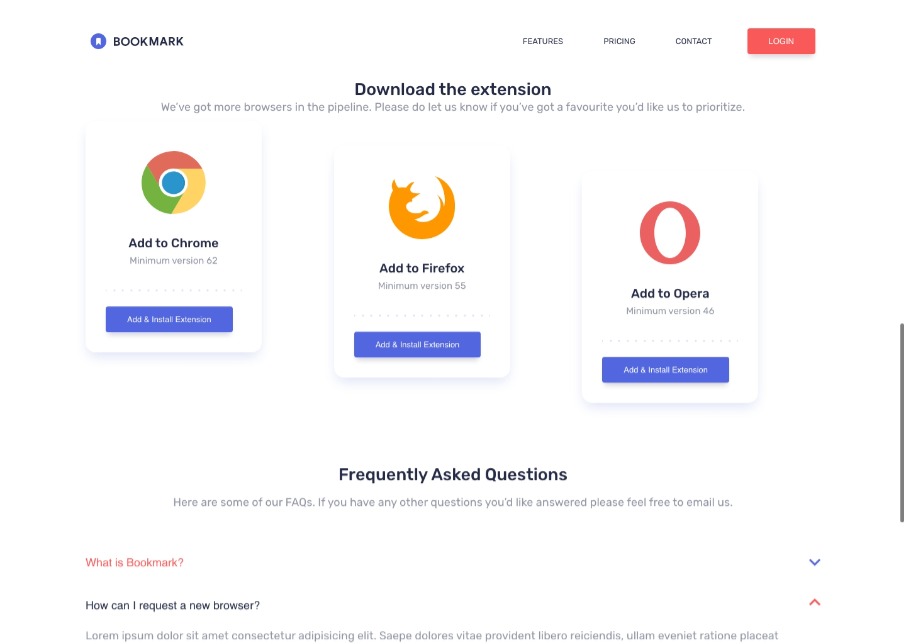 BOOKMARK
FEATURES
PRICING
CONTACT
LOGIN
Download the extension
We've got more browsers in the pipeline. Please do let us know if you've got a favourite you'd like us to prioritize.
Add to Chrome
Minimum version 62
Add & Install Extension
Add to Firefox
Minimum version 55
Add & Install Extension
Add to Opera
Minimum version 46
Add & Install Extension
Frequently Asked Questions
Here are some of our FAQs. If you have any other questions you'd like answered please feel free to email us.
What is Bookmark?
How can I request a new browser?
Lorem ipsum dolor sit amet consectetur adipisicing elit. Saepe dolores vitae provident libero reiciendis, ullam eveniet ratione placeat